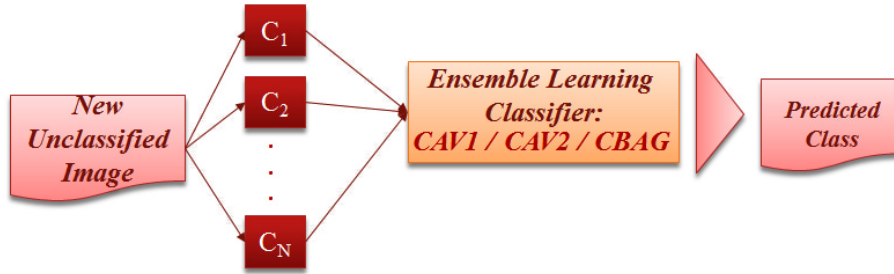 New
Unclassified
Image
C1
C2
.
.
.
CN
Ensemble Learning
Classifier:
CAV1 / CAV2 / CBAG
Predicted
Class